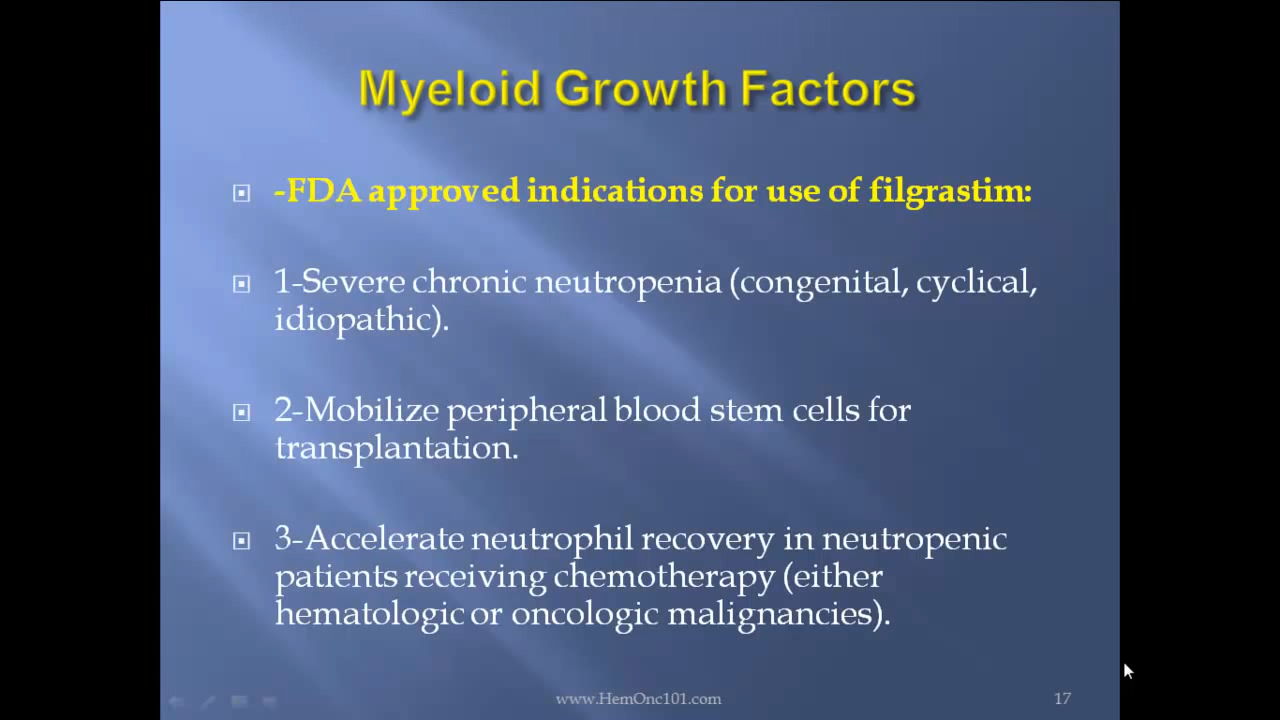 Myeloid Growth Factors
-FDA approved indications for use of filgrastim:
1-Severe chronic neutropenia (congenital, cyclical,
idiopathic).
2-Mobilize peripheral blood stem cells for
transplantation.
3-Accelerate neutrophil recovery in neutropenic
patients receiving chemotherapy (either
hematologic or oncologic malignancies).
www.HemOnc101.com
17